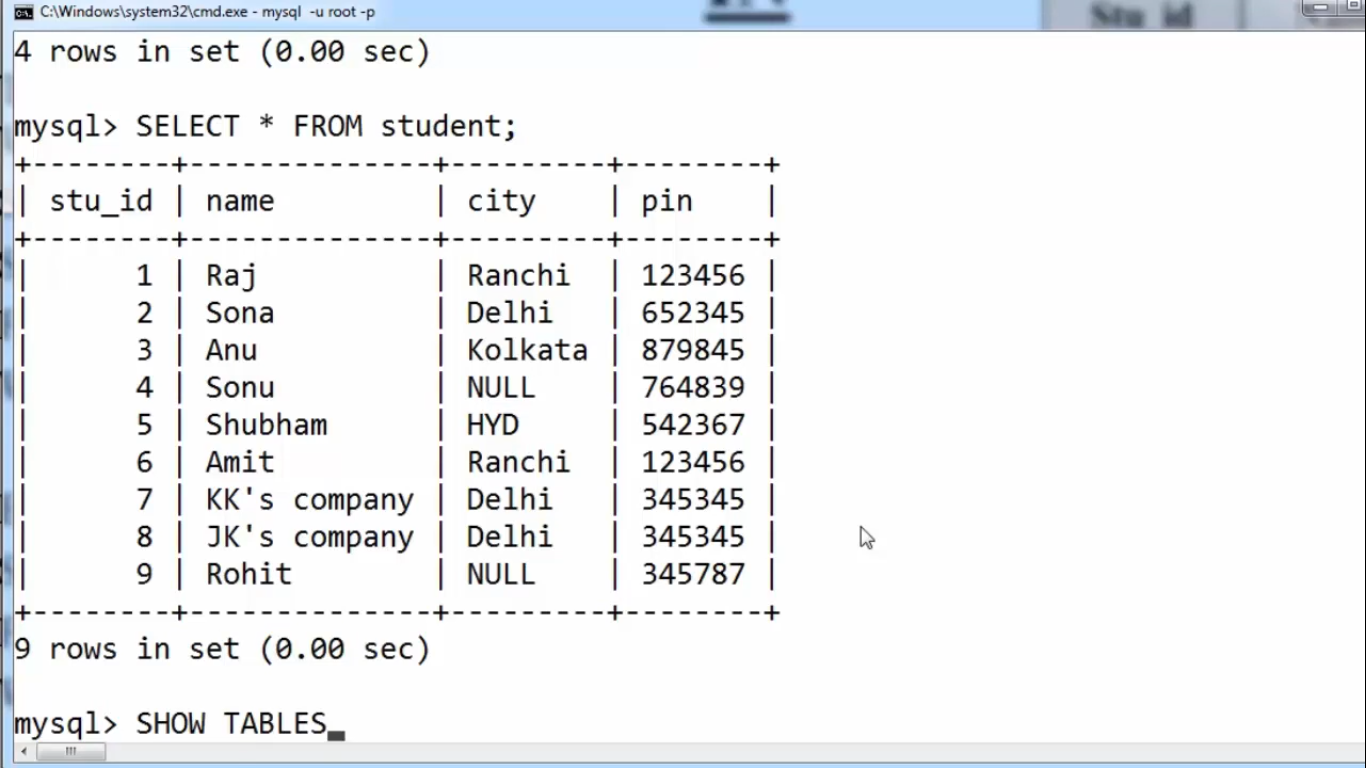 C:\Windows\system32\cmd.exe - mysql -u root -p
Stu_id
4 rows in set (0.00 sec)
mysql> SELECT * FROM student;
+--------+--------------+---------+--------+
| stu_id | name         | city    | pin    |
+--------+--------------+---------+--------+
|      1 | Raj          | Ranchi  | 123456 |
|      2 | Sona         | Delhi   | 652345 |
|      3 | Anu          | Kolkata | 879845 |
|      4 | Sonu         | NULL    | 764839 |
|      5 | Shubham      | HYD     | 542367 |
|      6 | Amit         | Ranchi  | 123456 |
|      7 | KK's company | Delhi   | 345345 |
|      8 | JK's company | Delhi   | 345345 |
|      9 | Rohit        | NULL    | 345787 |
+--------+--------------+---------+--------+
9 rows in set (0.00 sec)
mysql> SHOW TABLES